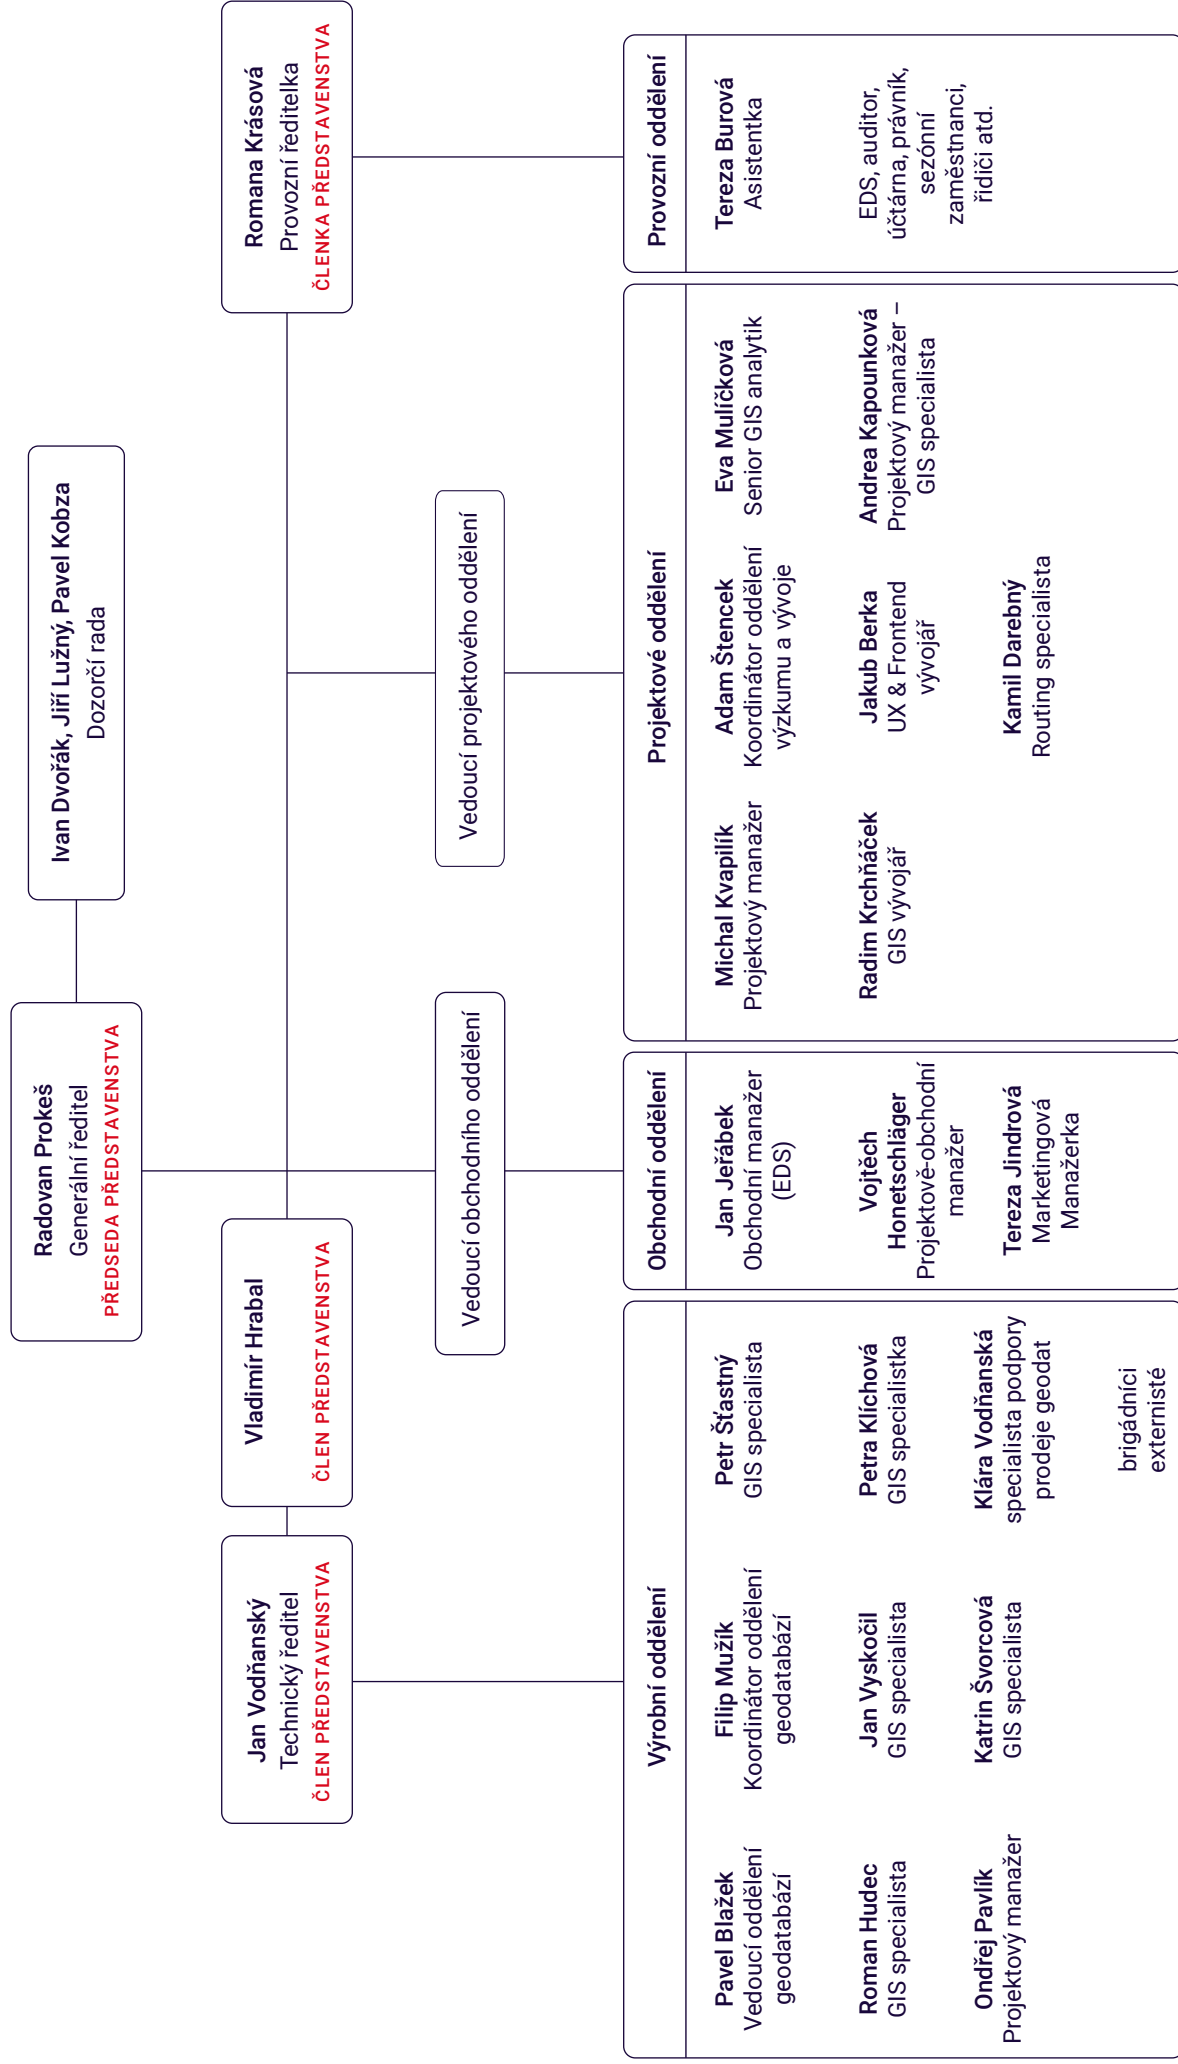 Radovan Prokeš
Generální ředitel
PŘEDSEDA PŘEDSTAVENSTVA
Ivan Dvořák, Jiří Lužný, Pavel Kobza
Dozorčí rada
Jan Vodňanský
Technický ředitel
ČLEN PŘEDSTAVENSTVA
Vladimír Hrabal
ČLEN PŘEDSTAVENSTVA
Romana Krásová
Provozní ředitelka
ČLENKA PŘEDSTAVENSTVA
Vedoucí obchodního oddělení
Vedoucí projektového oddělení
Výrobní oddělení
Pavel Blažek
Vedoucí oddělení
geodatabází
Filip Mužík
Koordinátor oddělení
geodatabází
Petr Šťastný
GIS specialista
Roman Hudec
GIS specialista
Jan Vyskočil
GIS specialista
Petra Klíchová
GIS specialistka
Ondřej Pavlík
Projektový manažer
Katrin Švorcová
GIS specialista
Klára Vodňanská
specialista podpory
prodeje geodat
brigádníci
externisté
Obchodní oddělení
Jan Jeřábek
Obchodní manažer
(EDS)
Vojtěch
Honetschläger
Projektově-obchodní
manažer
Tereza Jindrová
Marketingová
Manažerka
Projektové oddělení
Michal Kvapilík
Projektový manažer
Adam Štencek
Koordinátor oddělení
výzkumu a vývoje
Eva Mulíčková
Senior GIS analytik
Radim Krchňáček
GIS vývojář
Jakub Berka
UX & Frontend
vývojář
Andrea Kapounková
Projektový manažer –
GIS specialista
Kamil Darebný
Routing specialista
Provozní oddělení
Tereza Burová
Asistentka
EDS, auditor,
účtárna, právník,
sezónní
zaměstnanci,
řidiči atd.